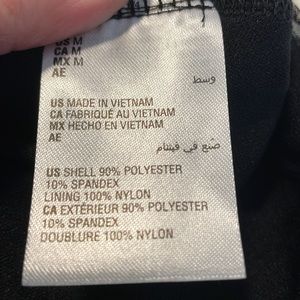 US M
CA M
MX M
AE
وسط
US MADE IN VIETNAM
CA FABRIQUÉ AU VIETNAM
MX HECHO EN VIETNAM
AE
صنع في فيتنام
US SHELL 90% POLYESTER
10% SPANDEX
LINING 100% NYLON
CA EXTÉRIEUR 90% POLYESTER
10% SPANDEX
DOUBLURE 100% NYLON